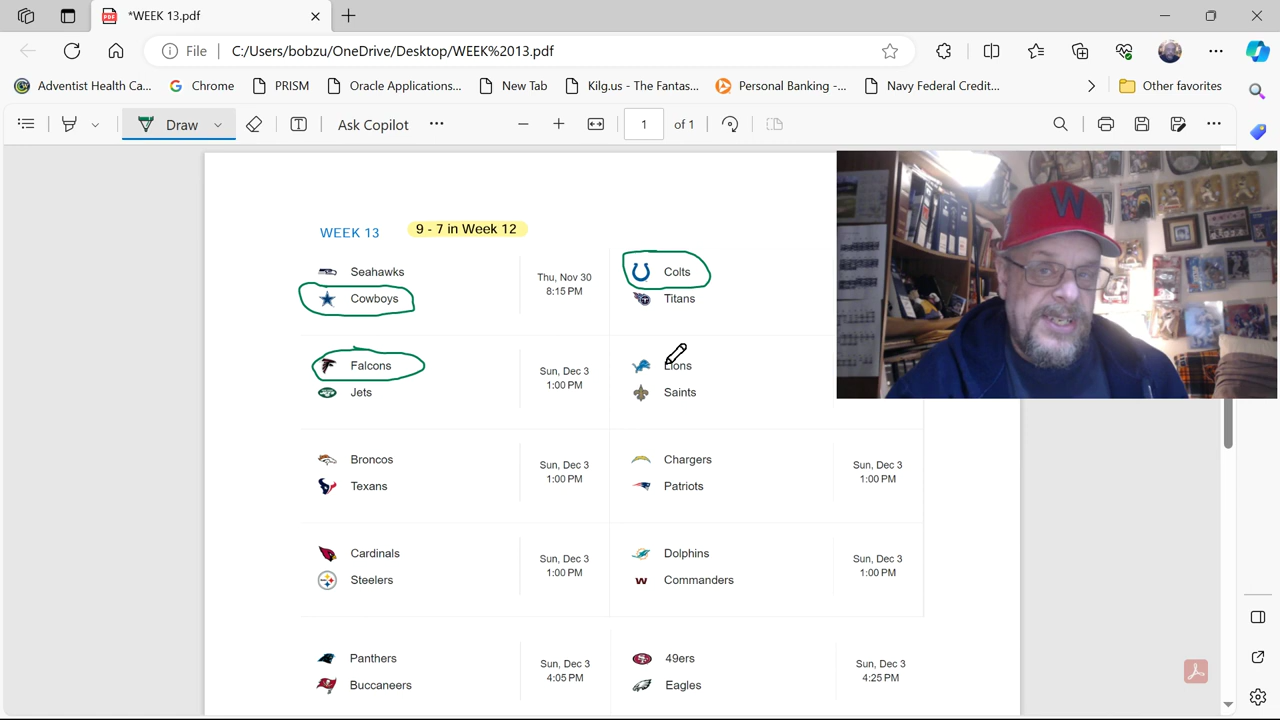 *WEEK 13.pdf
File
C:/Users/bobzu/OneDrive/Desktop/WEEK%2013.pdf
Adventist Health Ca...
Chrome
PRISM
Oracle Applications...
New Tab
Kilg.us - The Fantas...
Personal Banking -...
Navy Federal Credit...
Other favorites
Draw
Ask Copilot
1
of 1
WEEK 13
9 - 7 in Week 12
Seahawks
Cowboys
Thu, Nov 30
8:15 PM
Colts
Titans
Falcons
Jets
Sun, Dec 3
1:00 PM
Lions
Saints
Broncos
Texans
Sun, Dec 3
1:00 PM
Chargers
Patriots
Sun, Dec 3
1:00 PM
Cardinals
Steelers
Sun, Dec 3
1:00 PM
Dolphins
Commanders
Sun, Dec 3
1:00 PM
Panthers
Buccaneers
Sun, Dec 3
4:05 PM
49ers
Eagles
Sun, Dec 3
4:25 PM
W